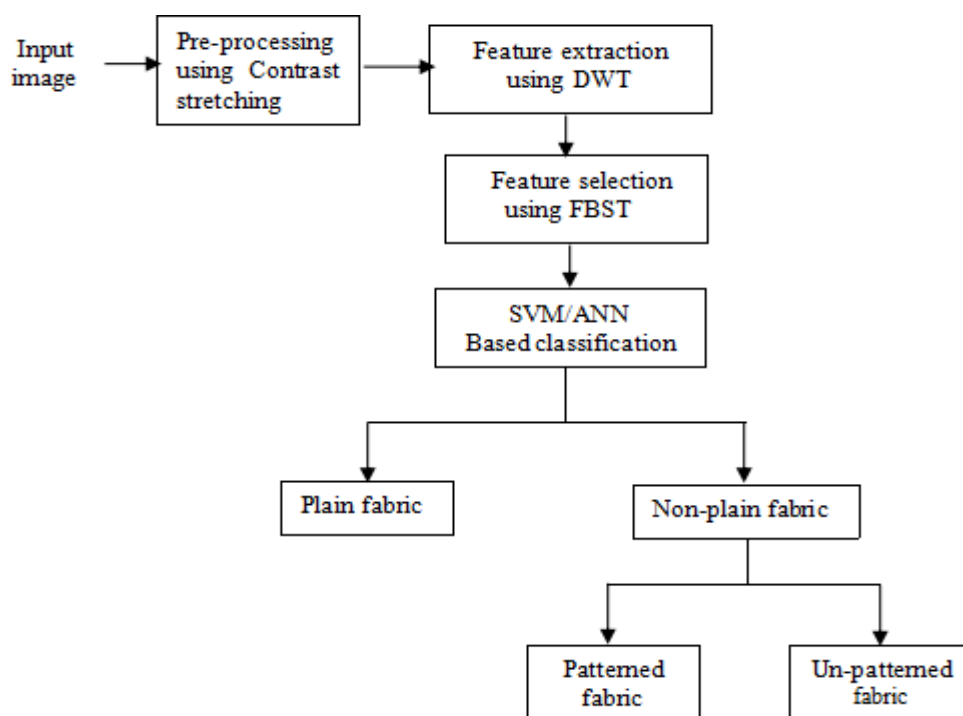 Input
image
Pre-processing
using Contrast
stretching
Feature extraction
using DWT
Feature selection
using FBST
SVM/ANN
Based classification
Plain fabric
Non-plain fabric
Patterned
fabric
Un-patterned
fabric